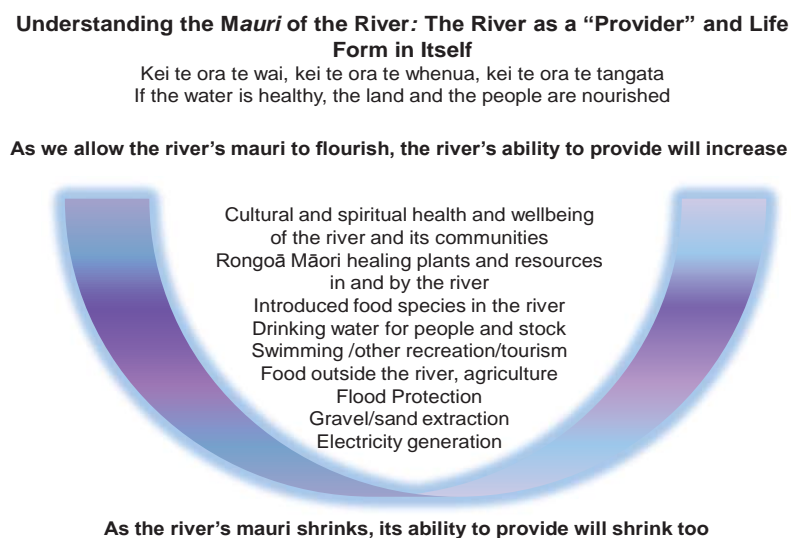 Understanding the Mauri of the River: The River as a “Provider” and Life
Form in Itself
Kei te ora te wai, kei te ora te whenua, kei te ora te tangata
If the water is healthy, the land and the people are nourished
As we allow the river’s mauri to flourish, the river’s ability to provide will increase
Cultural and spiritual health and wellbeing
of the river and its communities
Rongoā Māori healing plants and resources
in and by the river
Introduced food species in the river
Drinking water for people and stock
Swimming /other recreation/tourism
Food outside the river, agriculture
Flood Protection
Gravel/sand extraction
Electricity generation
As the river’s mauri shrinks, its ability to provide will shrink too